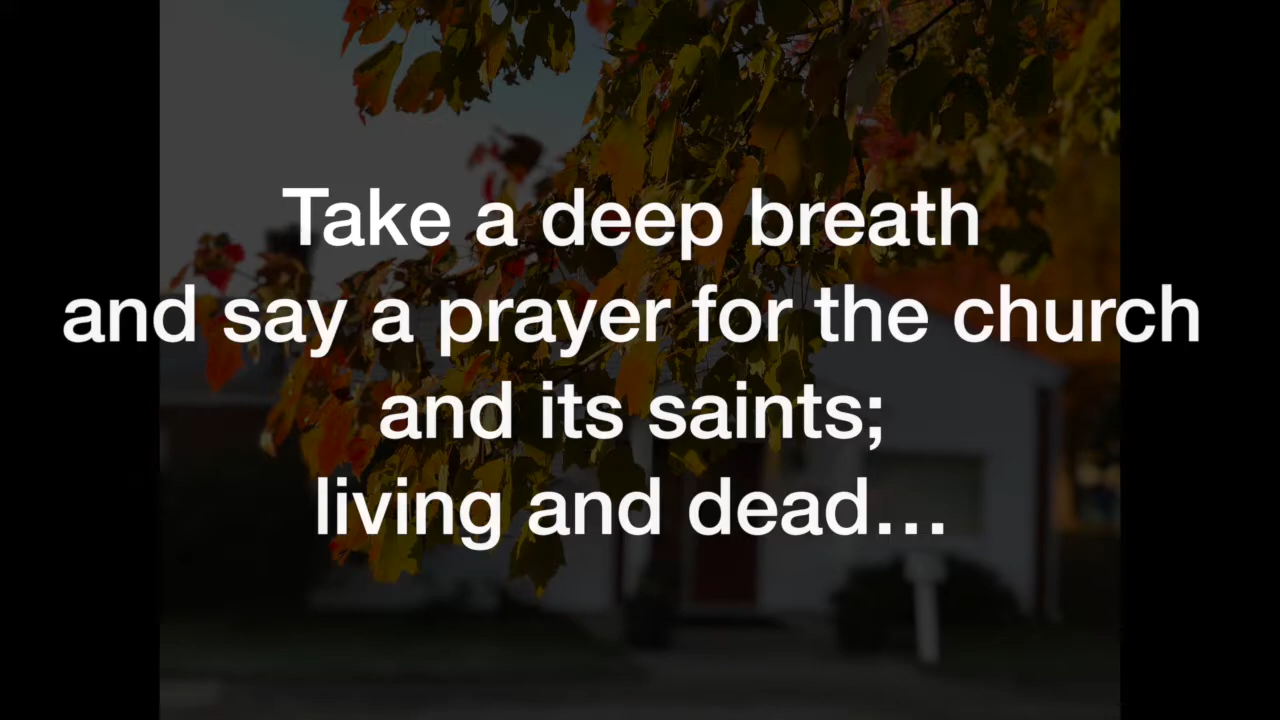 Take a deep breath
and say a prayer for the church
and its saints;
living and dead…